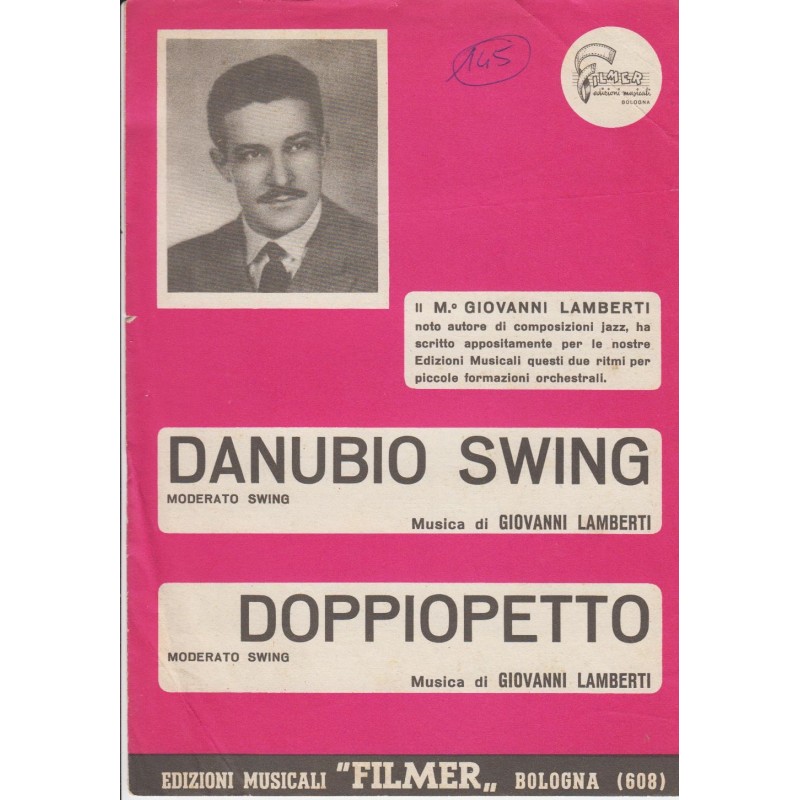 145
FILMER
edizioni musicali
BOLOGNA
Il M.º GIOVANNI LAMBERTI
noto autore di composizioni jazz, ha
scritto appositamente per le nostre
Edizioni Musicali questi due ritmi per
piccole formazioni orchestrali.
DANUBIO SWING
MODERATO SWING
Musica di GIOVANNI LAMBERTI
DOPPIOPETTO
MODERATO SWING
Musica di GIOVANNI LAMBERTI
EDIZIONI MUSICALI "FILMER„ BOLOGNA (608)